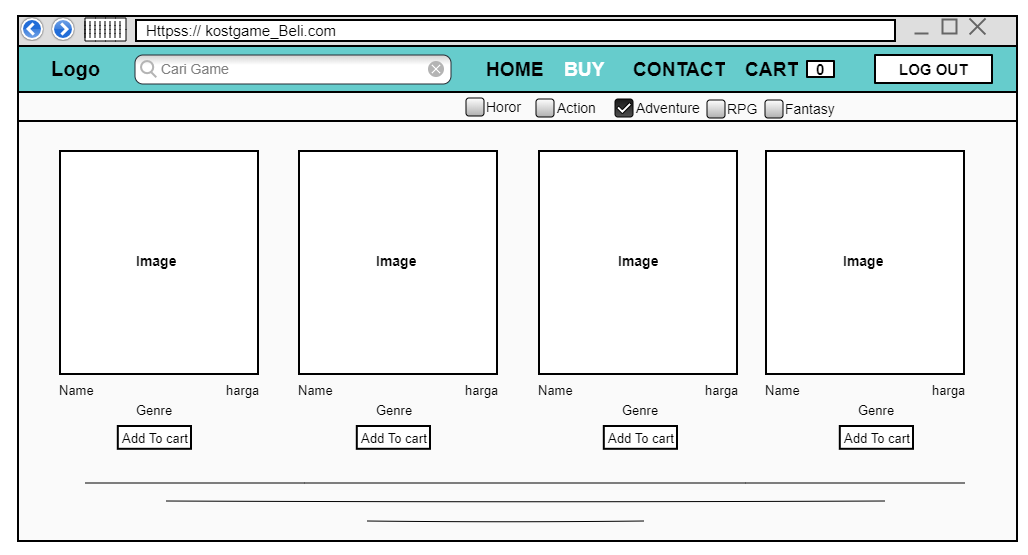 Httpss:// kostgame_Beli.com
Logo Cari Game HOME BUY CONTACT CART 0 LOG OUT
Horor Action Adventure RPG Fantasy
Image Image Image Image
Name harga Name harga Name harga Name harga
Genre Genre Genre Genre
Add To cart Add To cart Add To cart Add To cart